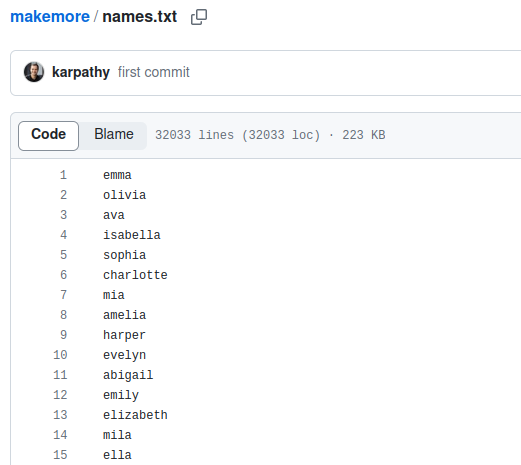 makemore / names.txt
karpathy first commit
Code Blame 32033 lines (32033 loc) · 223 KB
1 emma
2 olivia
3 ava
4 isabella
5 sophia
6 charlotte
7 mia
8 amelia
9 harper
10 evelyn
11 abigail
12 emily
13 elizabeth
14 mila
15 ella